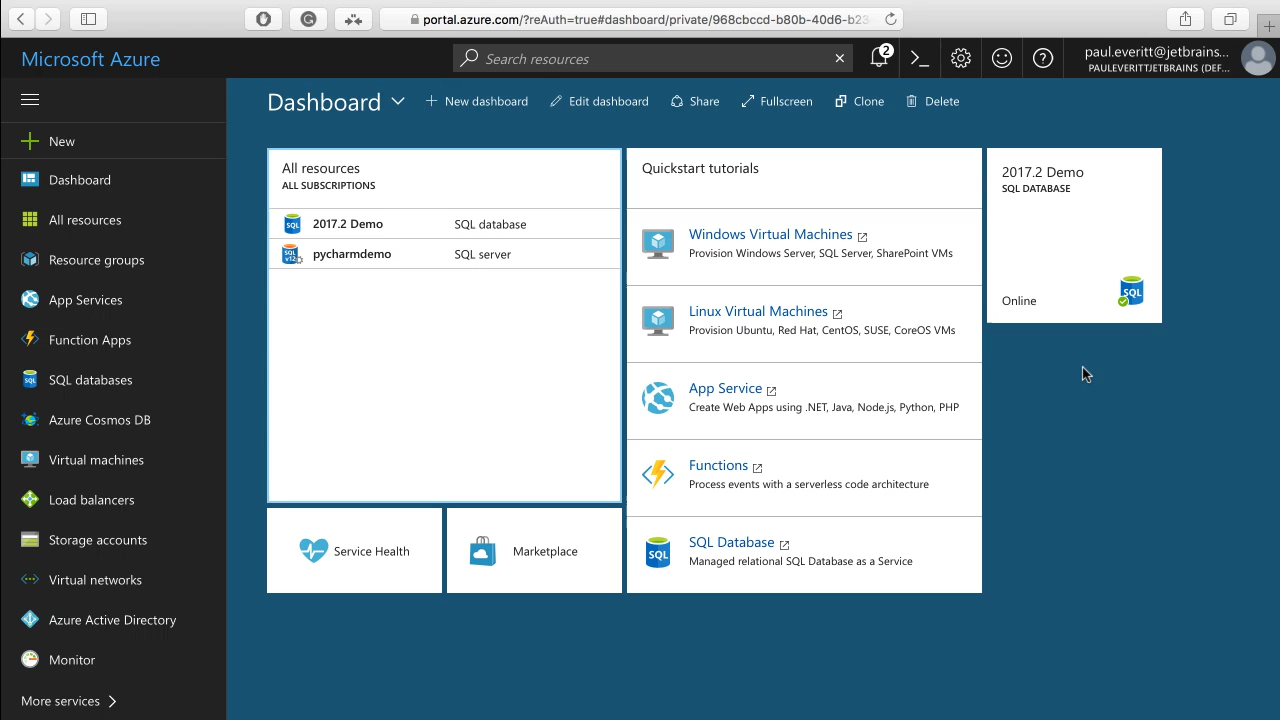 portal.azure.com/?reAuth=true#dashboard/private/968cbccd-b80b-40d6-b23
Microsoft Azure
Search resources
2
paul.everitt@jetbrains...
PAULEVERITTJETBRAINS (DEF...
Dashboard
New dashboard
Edit dashboard
Share
Fullscreen
Clone
Delete
New
Dashboard
All resources
Resource groups
App Services
Function Apps
SQL databases
Azure Cosmos DB
Virtual machines
Load balancers
Storage accounts
Virtual networks
Azure Active Directory
Monitor
More services
All resources
ALL SUBSCRIPTIONS
SQL 2017.2 Demo SQL database
SQL v12 pycharmdemo SQL server
Service Health
Marketplace
Quickstart tutorials
Windows Virtual Machines
Provision Windows Server, SQL Server, SharePoint VMs
Linux Virtual Machines
Provision Ubuntu, Red Hat, CentOS, SUSE, CoreOS VMs
App Service
Create Web Apps using .NET, Java, Node.js, Python, PHP
Functions
Process events with a serverless code architecture
SQL
SQL Database
Managed relational SQL Database as a Service
2017.2 Demo
SQL DATABASE
Online
SQL